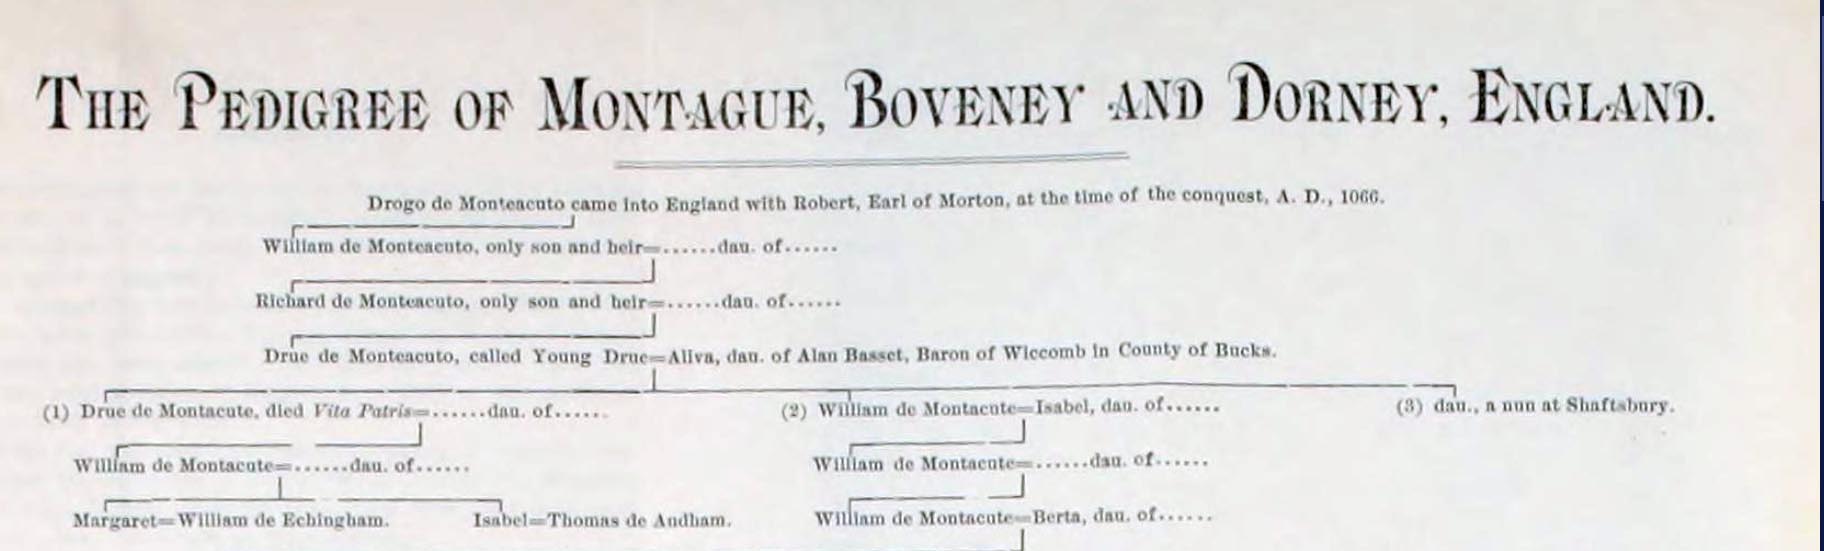 THE PEDIGREE OF MONTAGUE, BOVENEY AND DORNEY, ENGLAND.
Drogo de Monteacuto came into England with Robert, Earl of Morton, at the time of the conquest, A. D., 1066.
William de Monteacuto, only son and heir=......dau. of......
Richard de Monteacuto, only son and heir=......dau. of......
Drue de Monteacuto, called Young Drue=Aliva, dau. of Alan Basset, Baron of Wiccomb in County of Bucks.
(1) Drue de Montacute, died Vita Patris=......dau. of...... (2) William de Montacute=Isabel, dau. of...... (3) dau., a nun at Shaftsbury.
William de Montacute=......dau. of...... William de Montacute=......dau. of......
Margaret=William de Echingham. Isabel=Thomas de Audham. William de Montacute=Berta, dau. of......